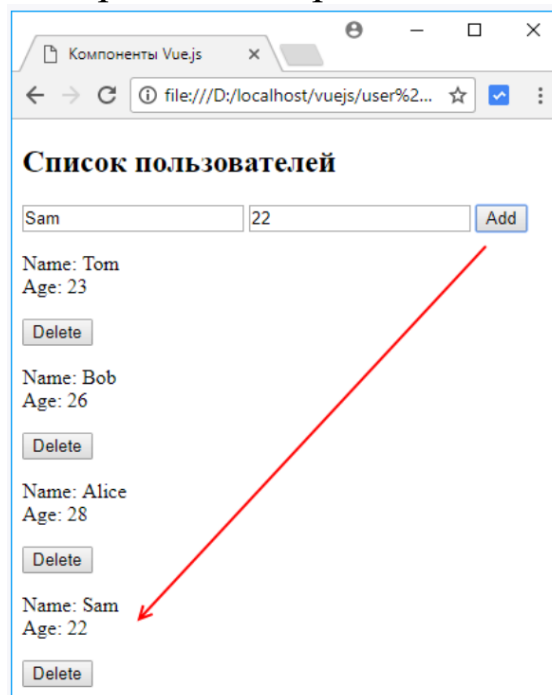 Компоненты Vue.js
file:///D:/localhost/vuejs/user%2...
Список пользователей
Sam 22 Add
Name: Tom
Age: 23
Delete
Name: Bob
Age: 26
Delete
Name: Alice
Age: 28
Delete
Name: Sam
Age: 22
Delete